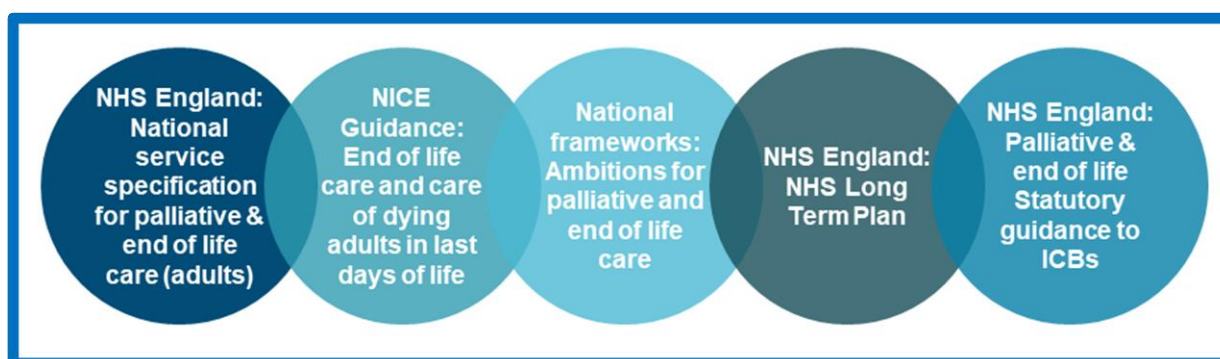 NHS England:
National
service
specification
for palliative &
end of life
care (adults)
NICE
Guidance:
End of life
care and care
of dying
adults in last
days of life
National
frameworks:
Ambitions for
palliative and
end of life
care
NHS England:
NHS Long
Term Plan
NHS England:
Palliative &
end of life
Statutory
guidance to
ICBs